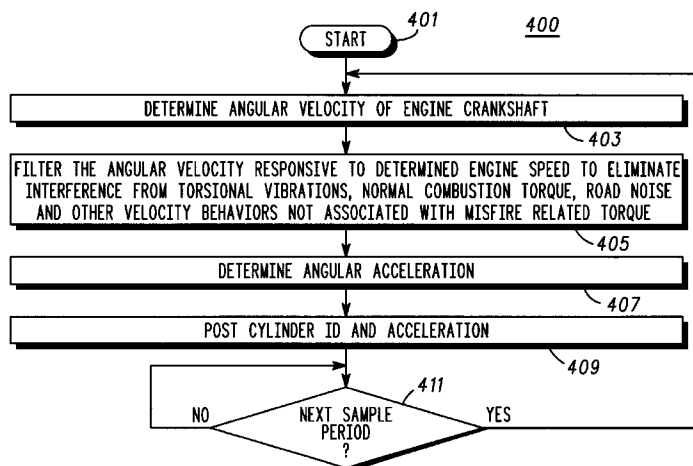 START
401
400
DETERMINE ANGULAR VELOCITY OF ENGINE CRANKSHAFT
403
FILTER THE ANGULAR VELOCITY RESPONSIVE TO DETERMINED ENGINE SPEED TO ELIMINATE
INTERFERENCE FROM TORSIONAL VIBRATIONS, NORMAL COMBUSTION TORQUE, ROAD NOISE
AND OTHER VELOCITY BEHAVIORS NOT ASSOCIATED WITH MISFIRE RELATED TORQUE
405
DETERMINE ANGULAR ACCELERATION
407
POST CYLINDER ID AND ACCELERATION
409
411
NO
NEXT SAMPLE
PERIOD
?
YES